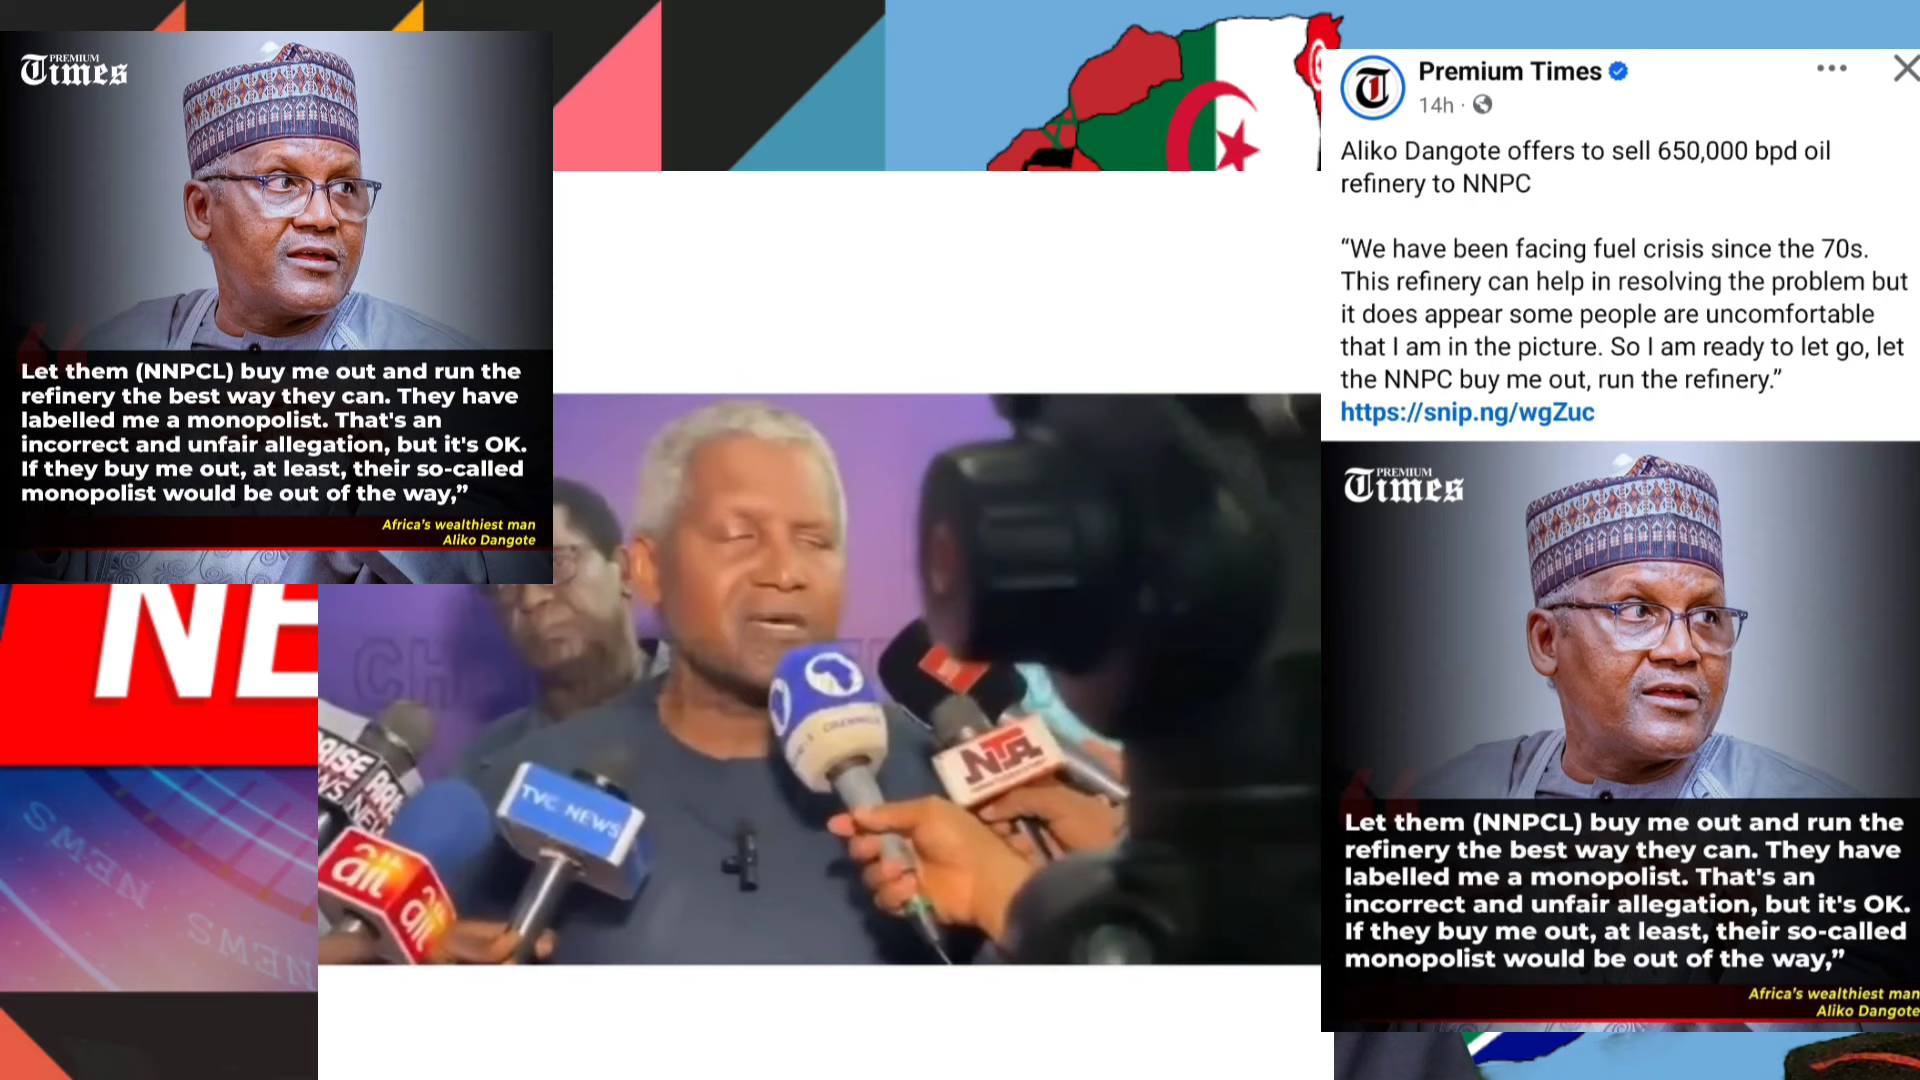 PREMIUM
Times
Let them (NNPCL) buy me out and run the
refinery the best way they can. They have
labelled me a monopolist. That's an
incorrect and unfair allegation, but it's OK.
If they buy me out, at least, their so-called
monopolist would be out of the way,”
Africa’s wealthiest man
Aliko Dangote
Premium Times
14h ·
Aliko Dangote offers to sell 650,000 bpd oil
refinery to NNPC
“We have been facing fuel crisis since the 70s.
This refinery can help in resolving the problem but
it does appear some people are uncomfortable
that I am in the picture. So I am ready to let go, let
the NNPC buy me out, run the refinery.”
https://snip.ng/wgZuc
PREMIUM
Times
Let them (NNPCL) buy me out and run the
refinery the best way they can. They have
labelled me a monopolist. That's an
incorrect and unfair allegation, but it's OK.
If they buy me out, at least, their so-called
monopolist would be out of the way,”
Africa’s wealthiest man
Aliko Dangote
NE
NEWS
NEWS
TVC NEWS
NTA
ait
ait